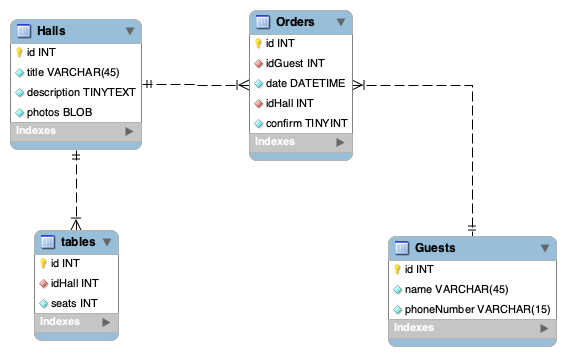 Halls
id INT
title VARCHAR(45)
description TINYTEXT
photos BLOB
Indexes
Orders
id INT
idGuest INT
date DATETIME
idHall INT
confirm TINYINT
Indexes
tables
id INT
idHall INT
seats INT
Indexes
Guests
id INT
name VARCHAR(45)
phoneNumber VARCHAR(15)
Indexes